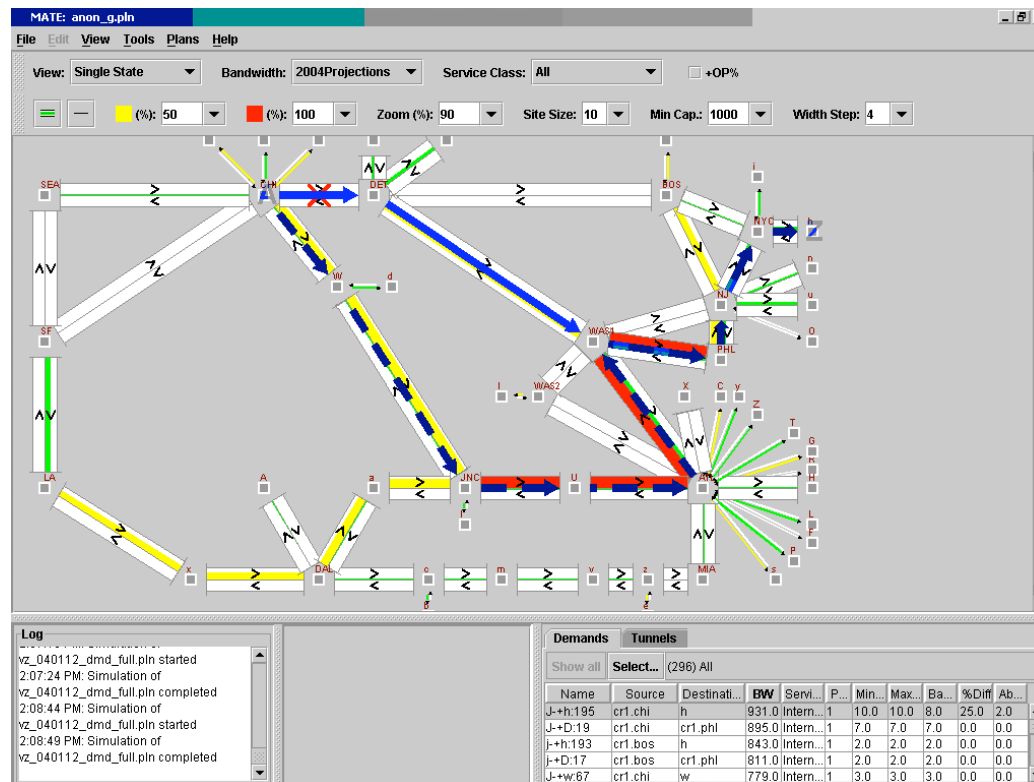 MATE: anon_g.pln
File Edit View Tools Plans Help
View: Single State Bandwidth: 2004Projections Service Class: All +OP%
(%): 50 (%): 100 Zoom (%): 90 Site Size: 10 Min Cap.: 1000 Width Step: 4
SEA CHI DET BOS i
NYC h
W d n
NJ u
SF WAS1 O
PHL
l WAS2 X C y
Z
T
G
R
LA A a JNC U ATL H
L
F
P
x DAL c m v z MIA s
B e
Log Demands Tunnels
Show all Select... (296) All
vz_040112_dmd_full.pln started
2:07:24 PM: Simulation of
vz_040112_dmd_full.pln completed
2:08:44 PM: Simulation of
vz_040112_dmd_full.pln started
2:08:49 PM: Simulation of
vz_040112_dmd_full.pln completed
Name Source Destinati... BW Servi... P... Min... Max... Ba... %Diff Ab...
J-+h:195 cr1.chi h 931.0 Intern... 1 10.0 10.0 8.0 25.0 2.0
J-+D:19 cr1.chi cr1.phl 895.0 Intern... 1 7.0 7.0 7.0 0.0 0.0
j-+h:193 cr1.bos h 843.0 Intern... 1 2.0 2.0 2.0 0.0 0.0
j-+D:17 cr1.bos cr1.phl 811.0 Intern... 1 2.0 2.0 2.0 0.0 0.0
J-+w:67 cr1.chi w 779.0 Intern... 1 3.0 3.0 3.0 0.0 0.0